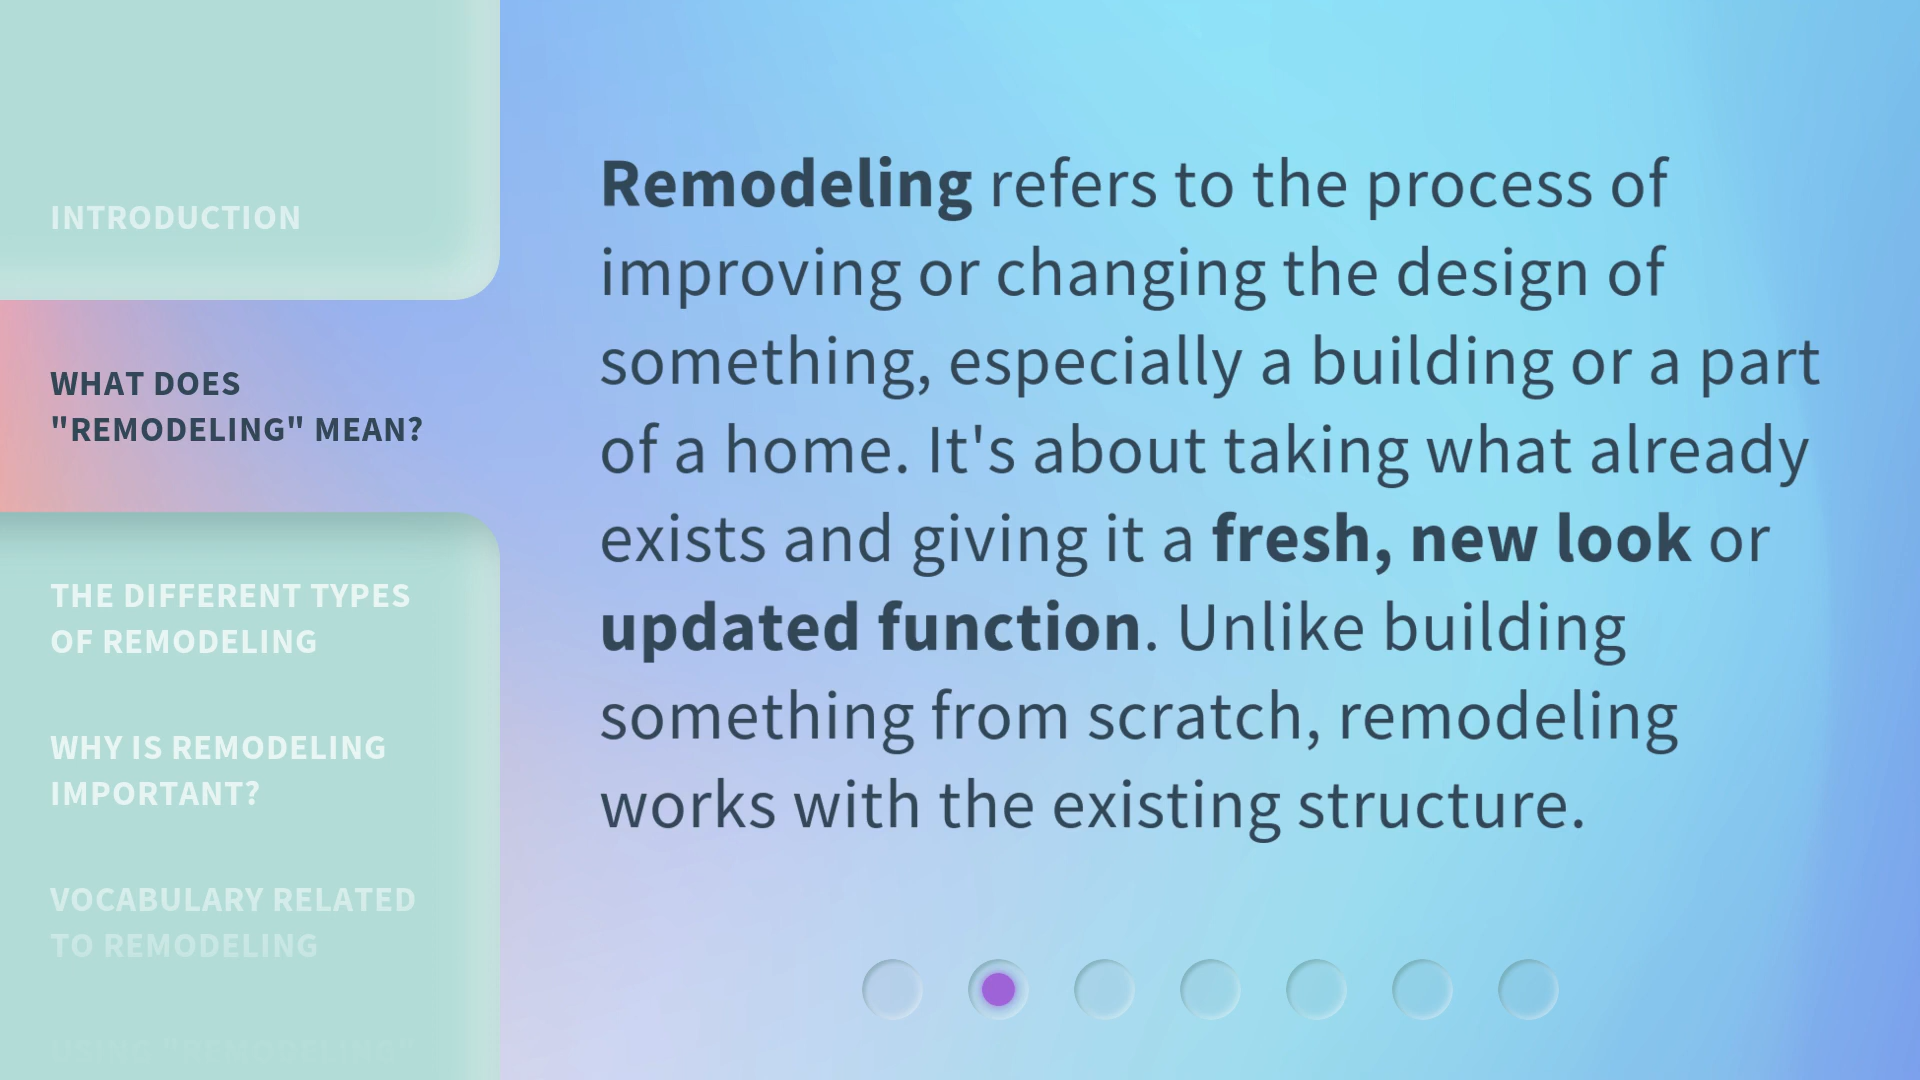 INTRODUCTION
WHAT DOES
"REMODELING" MEAN?
THE DIFFERENT TYPES
OF REMODELING
WHY IS REMODELING
IMPORTANT?
VOCABULARY RELATED
TO REMODELING
USING "REMODELING"
Remodeling refers to the process of
improving or changing the design of
something, especially a building or a part
of a home. It's about taking what already
exists and giving it a fresh, new look or
updated function. Unlike building
something from scratch, remodeling
works with the existing structure.